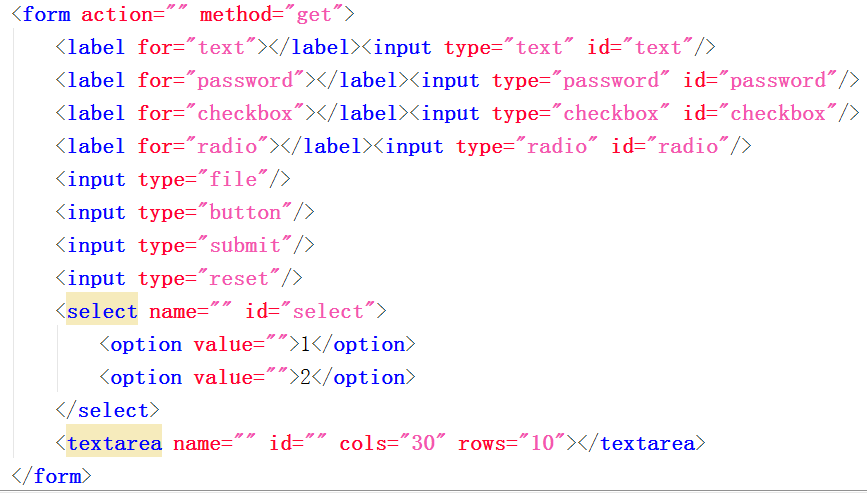 <form action="" method="get">
<label for="text"></label><input type="text" id="text"/>
<label for="password"></label><input type="password" id="password"/>
<label for="checkbox"></label><input type="checkbox" id="checkbox"/>
<label for="radio"></label><input type="radio" id="radio"/>
<input type="file"/>
<input type="button"/>
<input type="submit"/>
<input type="reset"/>
<select name="" id="select">
<option value="">1</option>
<option value="">2</option>
</select>
<textarea name="" id="" cols="30" rows="10"></textarea>
</form>